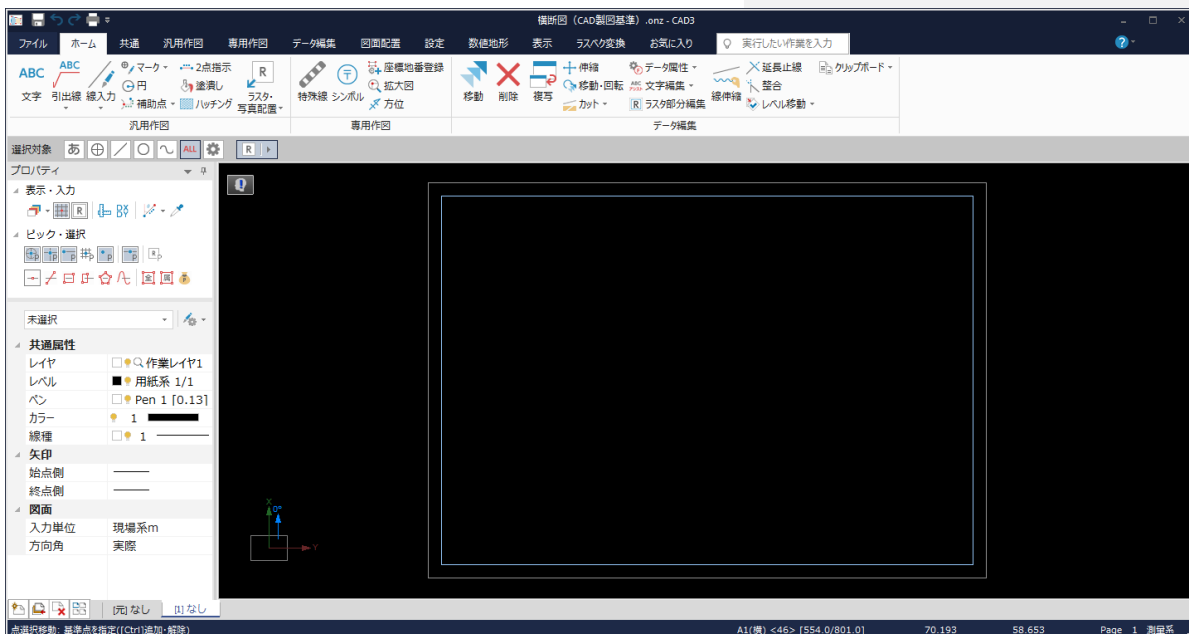 横断図（CAD製図基準）.onz - CAD3
ファイル ホーム 共通 汎用作図 専用作図 データ編集 図面配置 設定 数値地形 表示 ラスベク変換 お気に入り 実行したい作業を入力
ABC ABC マーク 2点指示 R 座標地番登録 伸縮 データ属性 延長止線 クリップボード
円 塗潰し 拡大図 移動・回転 文字編集 整合
文字 引出線 線入力 補助点 ハッチング ラスタ・写真配置 特殊線 シンボル 方位 移動 削除 複写 カット R ラスタ部分編集 線伸縮 レベル移動
汎用作図 専用作図 データ編集
選択対象 あ ALL R
プロパティ
表示・入力
R
ピック・選択
未選択
共通属性
レイヤ 作業レイヤ1
レベル 用紙系 1/1
ペン Pen 1 [0.13]
カラー 1
線種 1
矢印
始点側
終点側
図面
入力単位 現場系m
方向角 実際
X
0°
Y
[元] なし [1] なし
点選択移動: 基準点を指定([Ctrl]追加・解除) A1(横) <46> [554.0/801.0] 70.193 58.653 Page 1 測量系